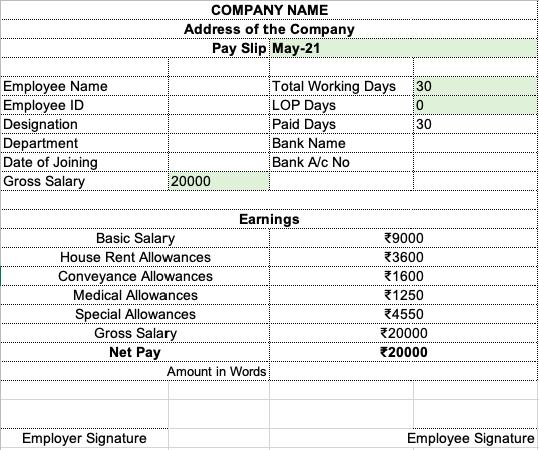 COMPANY NAME
Address of the Company
Pay Slip May-21
Employee Name Total Working Days 30
Employee ID LOP Days 0
Designation Paid Days 30
Department Bank Name
Date of Joining Bank A/c No
Gross Salary 20000
Earnings
Basic Salary ₹9000
House Rent Allowances ₹3600
Conveyance Allowances ₹1600
Medical Allowances ₹1250
Special Allowances ₹4550
Gross Salary ₹20000
Net Pay ₹20000
Amount in Words
Employer Signature Employee Signature